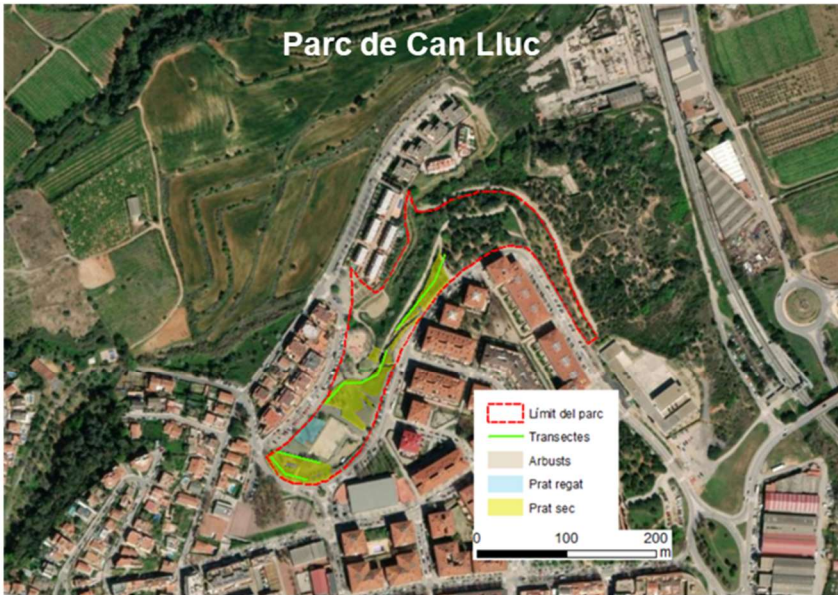 Parc de Can Lluc
Límit del parc
Transectes
Arbusts
Prat regat
Prat sec
0 100 200
m